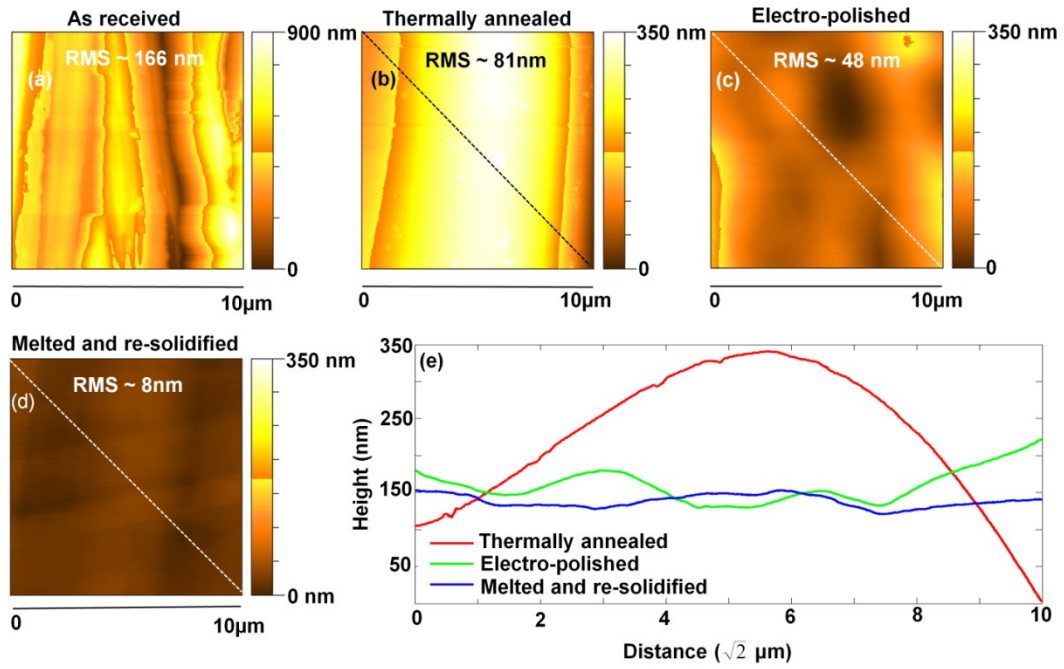 As received
Thermally annealed
Electro-polished
RMS ~ 166 nm
(a)
900 nm
0
0
10µm
RMS ~ 81nm
(b)
350 nm
0
0
10µm
RMS ~ 48 nm
(c)
350 nm
0
0
10µm
Melted and re-solidified
RMS ~ 8nm
(d)
350 nm
0 nm
0
10µm
(e)
350
250
150
50
Height (nm)
Thermally annealed
Electro-polished
Melted and re-solidified
0 2 4 6 8 10
Distance (√2 µm)